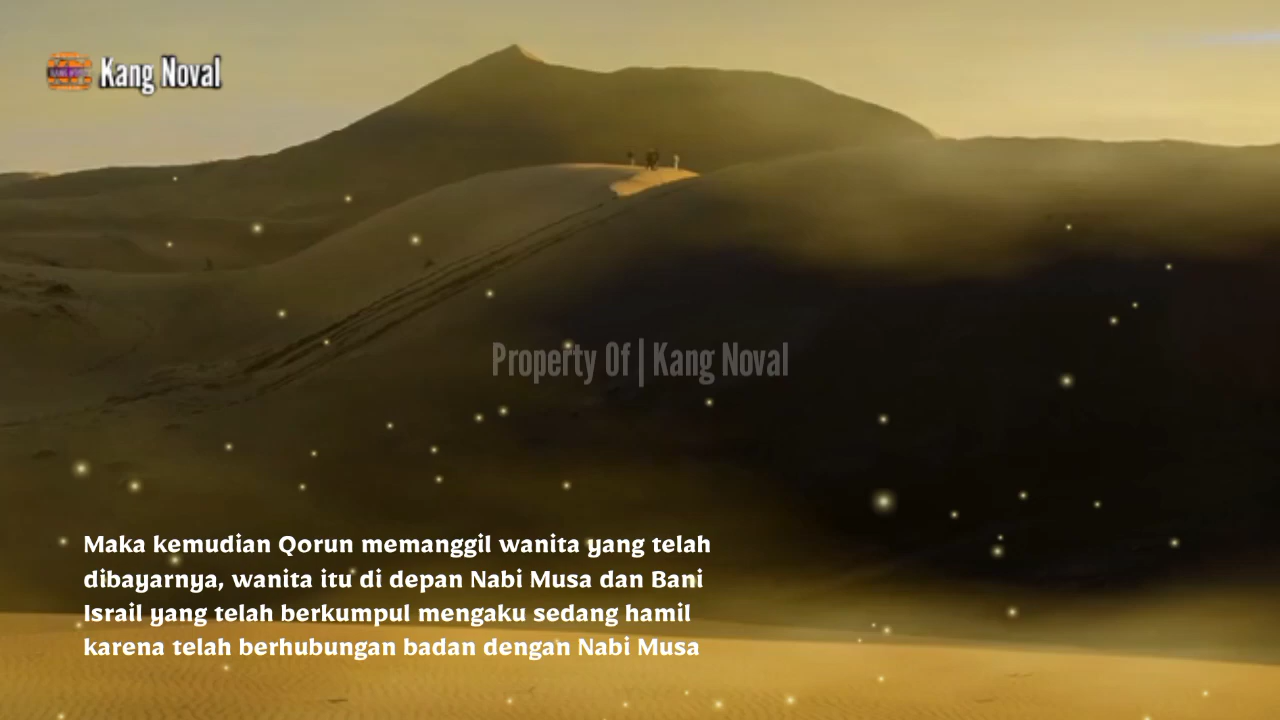 Kang Noval
Property Of | Kang Noval
Maka kemudian Qorun memanggil wanita yang telah
dibayarnya, wanita itu di depan Nabi Musa dan Bani
Israil yang telah berkumpul mengaku sedang hamil
karena telah berhubungan badan dengan Nabi Musa